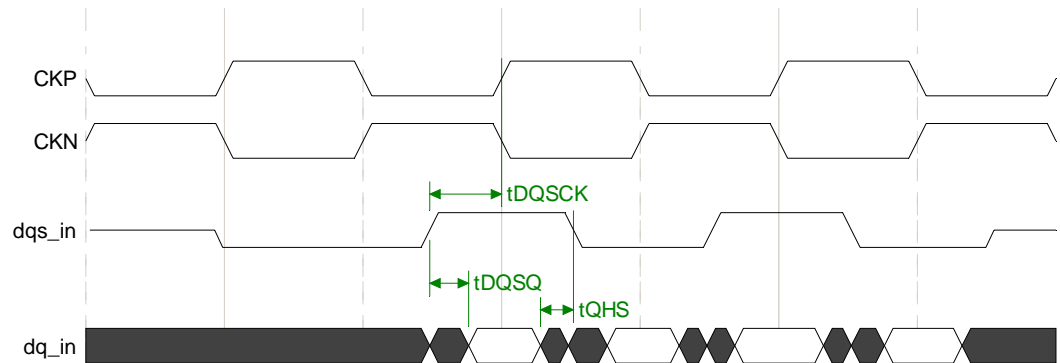 CKP
CKN
tDQSCK
dqs_in
tDQSQ
tQHS
dq_in